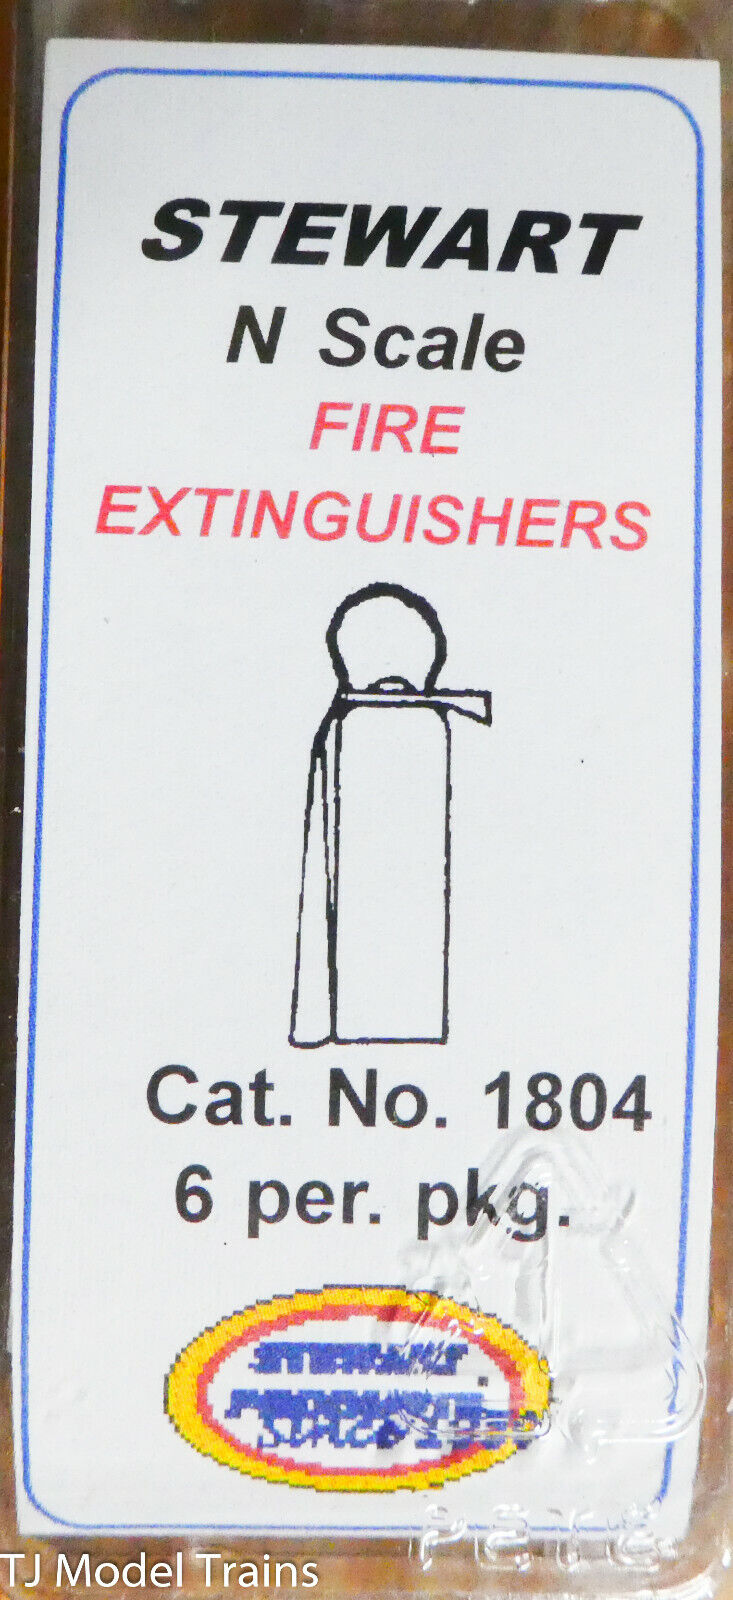 STEWART
N Scale
FIRE
EXTINGUISHERS
Cat. No. 1804
6 per. pkg.
TJ Model Trains